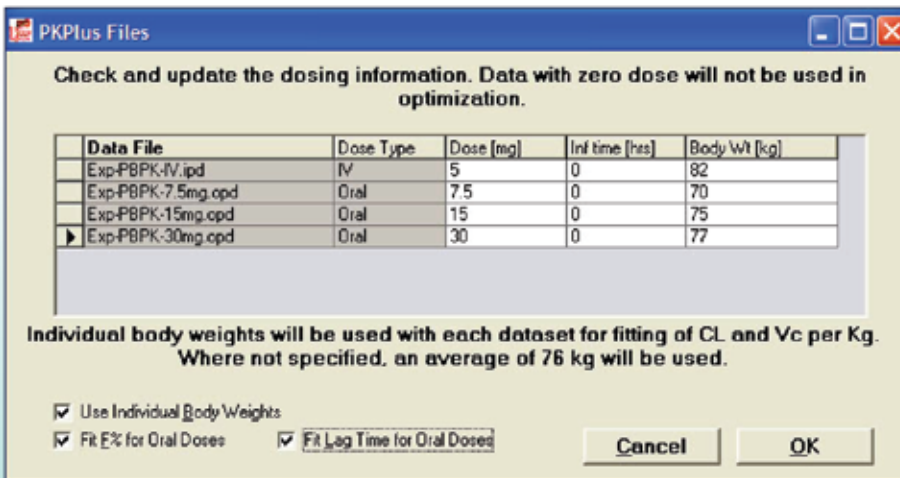 PKPlus Files
Check and update the dosing information. Data with zero dose will not be used in
optimization.
Data File Dose Type Dose [mg] Inf time [hrs] Body Wt [kg]
Exp-PBPK-IV.ipd IV 5 0 82
Exp-PBPK-7.5mg.opd Oral 7.5 0 70
Exp-PBPK-15mg.opd Oral 15 0 75
Exp-PBPK-30mg.opd Oral 30 0 77
Individual body weights will be used with each dataset for fitting of CL and Vc per Kg.
Where not specified, an average of 76 kg will be used.
Use Individual Body Weights
Fit F% for Oral Doses Fit Lag Time for Oral Doses
Cancel OK